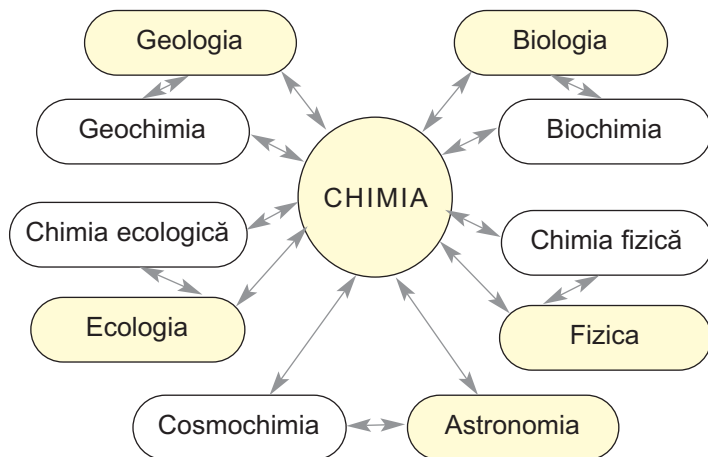 Geologia
Biologia
Geochimia
Biochimia
CHIMIA
Chimia ecologică
Chimia fizică
Ecologia
Fizica
Cosmochimia
Astronomia